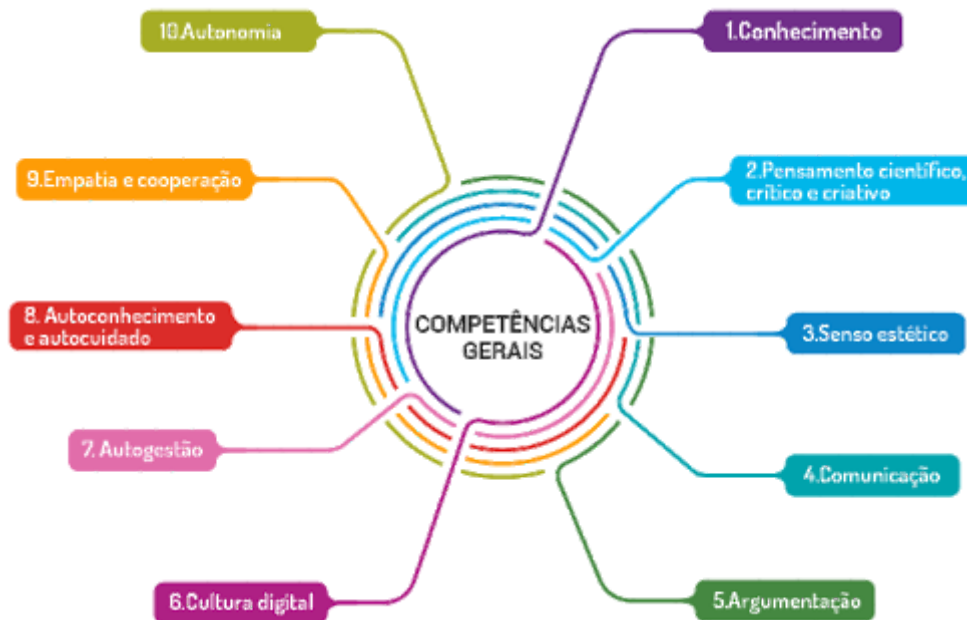 10.Autonomia
1.Conhecimento
9.Empatia e cooperação
2.Pensamento científico,
crítico e criativo
8. Autoconhecimento
e autocuidado
COMPETÊNCIAS
GERAIS
3.Senso estético
7. Autogestão
4.Comunicação
6.Cultura digital
5.Argumentação